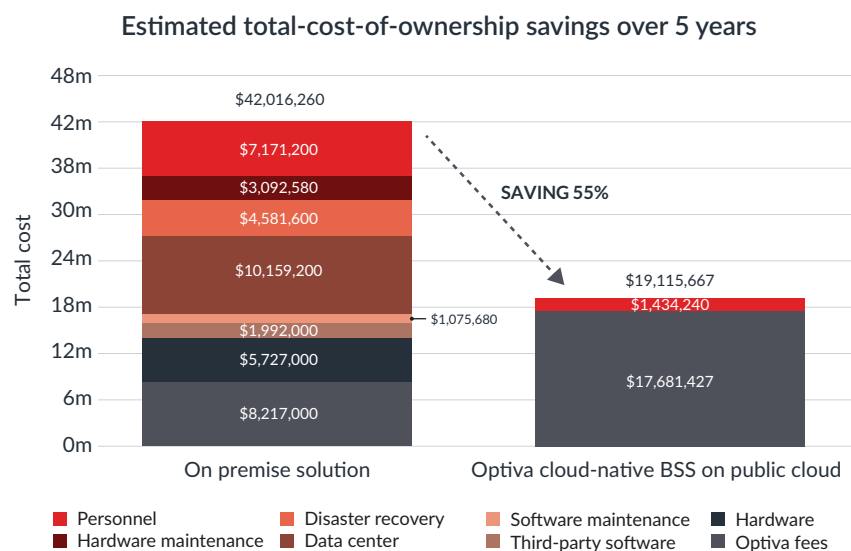 Estimated total-cost-of-ownership savings over 5 years
48m
42m
38m
30m
24m
18m
12m
6m
0m
Total cost
$42,016,260
$7,171,200
$3,092,580
$4,581,600
$10,159,200
$1,075,680
$1,992,000
$5,727,000
$8,217,000
SAVING 55%
$19,115,667
$1,434,240
$17,681,427
On premise solution
Optiva cloud-native BSS on public cloud
Personnel
Disaster recovery
Software maintenance
Hardware
Hardware maintenance
Data center
Third-party software
Optiva fees